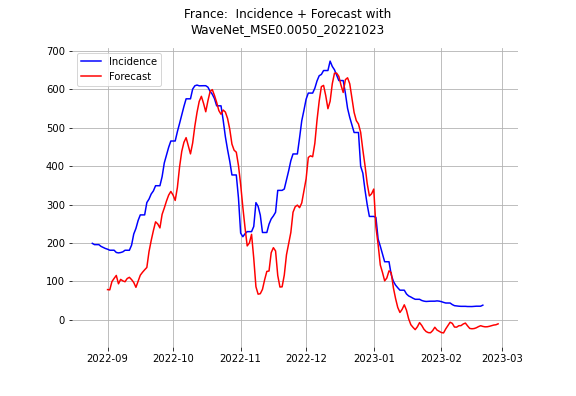 France:  Incidence + Forecast with
WaveNet_MSE0.0050_20221023
Incidence
Forecast
700
600
500
400
300
200
100
0
2022-09 2022-10 2022-11 2022-12 2023-01 2023-02 2023-03